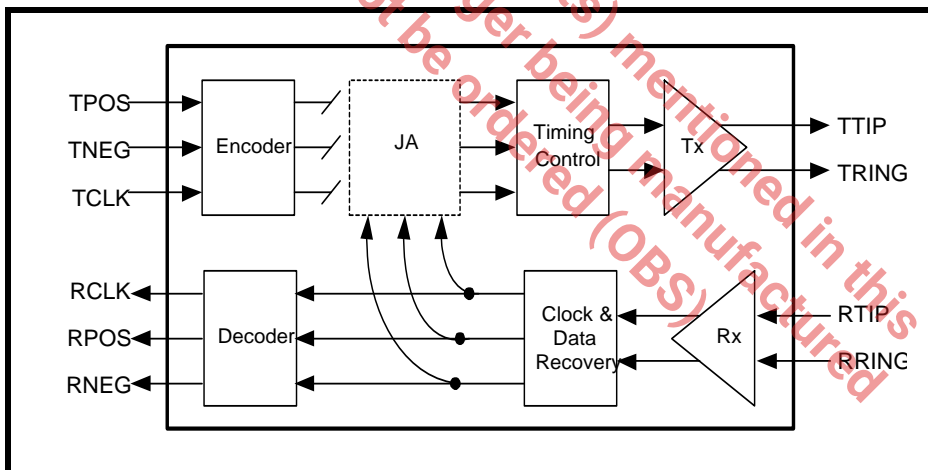 TPOS
TNEG
TCLK
Encoder
JA
Timing
Control
Tx
TTIP
TRING
RCLK
RPOS
RNEG
Decoder
Clock &
Data
Recovery
Rx
RTIP
RRING
mentioned in this
being manufactured
be ordered (OBS)